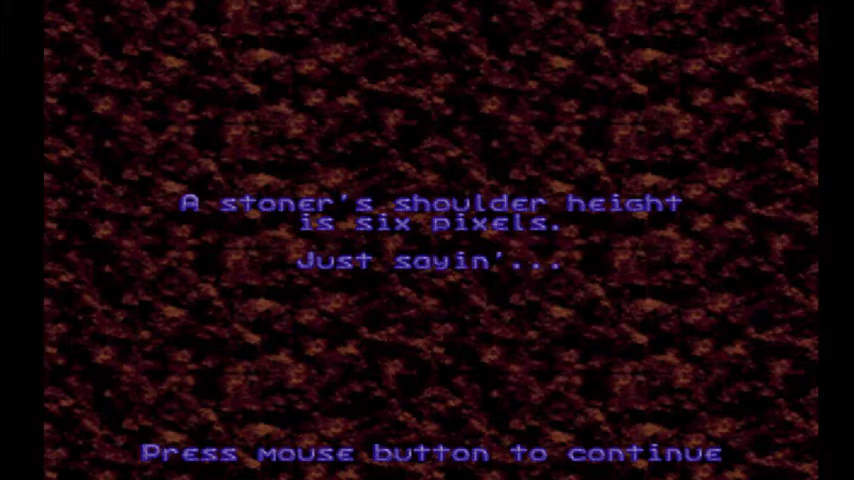 A stoner's shoulder height
is six pixels.
Just sayin'...
Press mouse button to continue